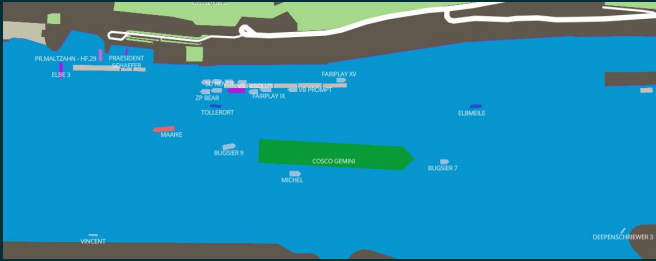 PR.MALTZAHN - HF.29
PRAESIDENT
SCHAEFER
ELBE 3
FAIRPLAY XV
ZP BEAR
FAIRPLAY IX
VB PROMPT
TOLLERORT
ELBMEILE
MAAIKE
BUGSIER 9
COSCO GEMINI
BUGSIER 7
MICHEL
VINCENT
DEEPENSCHRIEWER 3